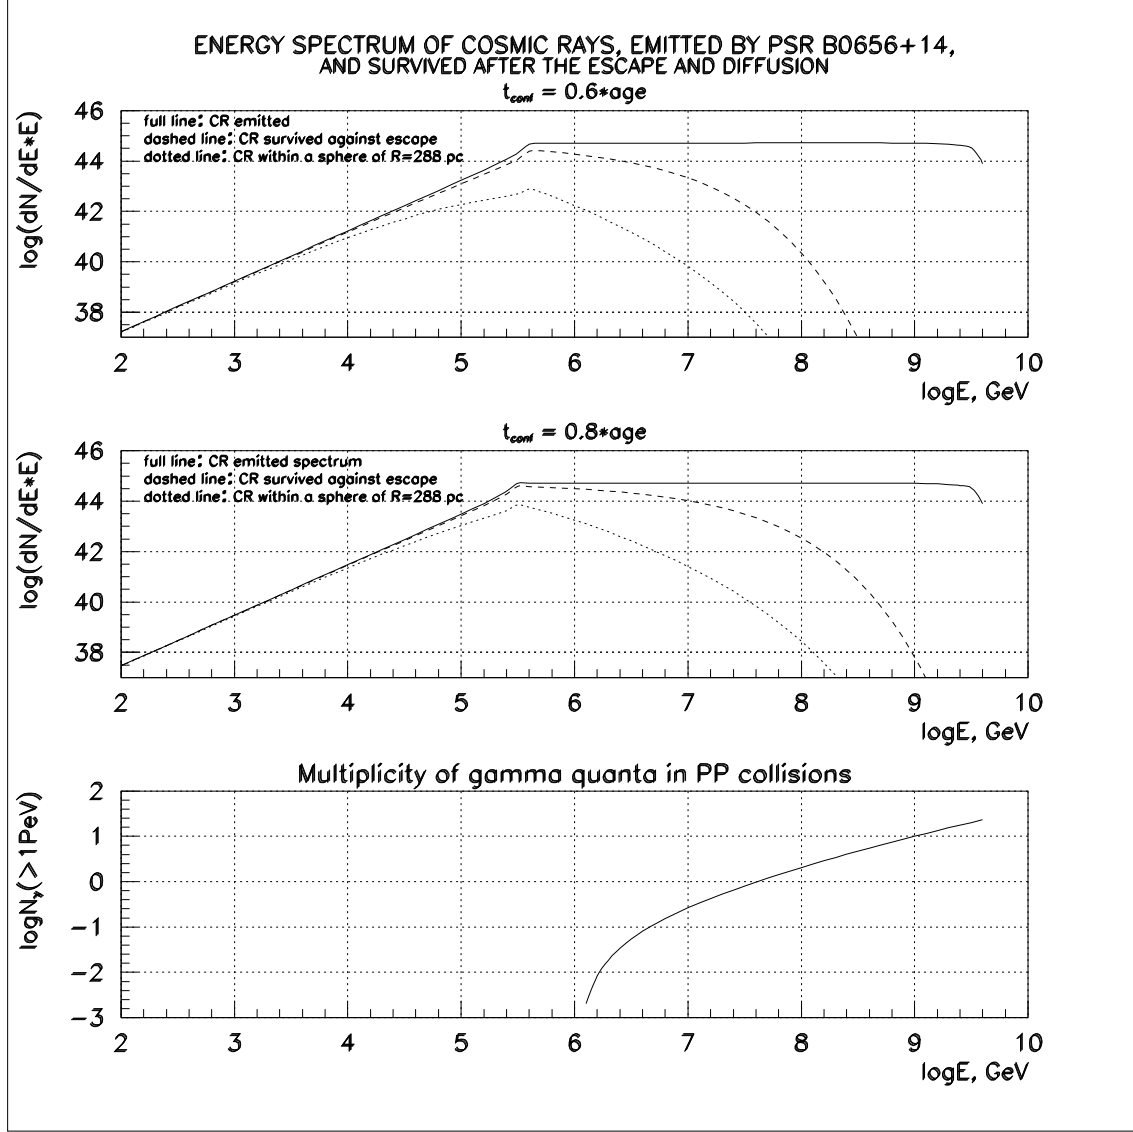 ENERGY SPECTRUM OF COSMIC RAYS, EMITTED BY PSR B0656+14,
AND SURVIVED AFTER THE ESCAPE AND DIFFUSION
t_conf = 0.6*age
log(dN/dE*E)
46
44
42
40
38
full line: CR emitted
dashed line: CR survived against escape
dotted line: CR within a sphere of R=288 pc
2 3 4 5 6 7 8 9 10
logE, GeV
t_conf = 0.8*age
log(dN/dE*E)
46
44
42
40
38
full line: CR emitted spectrum
dashed line: CR survived against escape
dotted line: CR within a sphere of R=288 pc
2 3 4 5 6 7 8 9 10
logE, GeV
Multiplicity of gamma quanta in PP collisions
logN_γ(>1PeV)
2
1
0
-1
-2
-3
2 3 4 5 6 7 8 9 10
logE, GeV